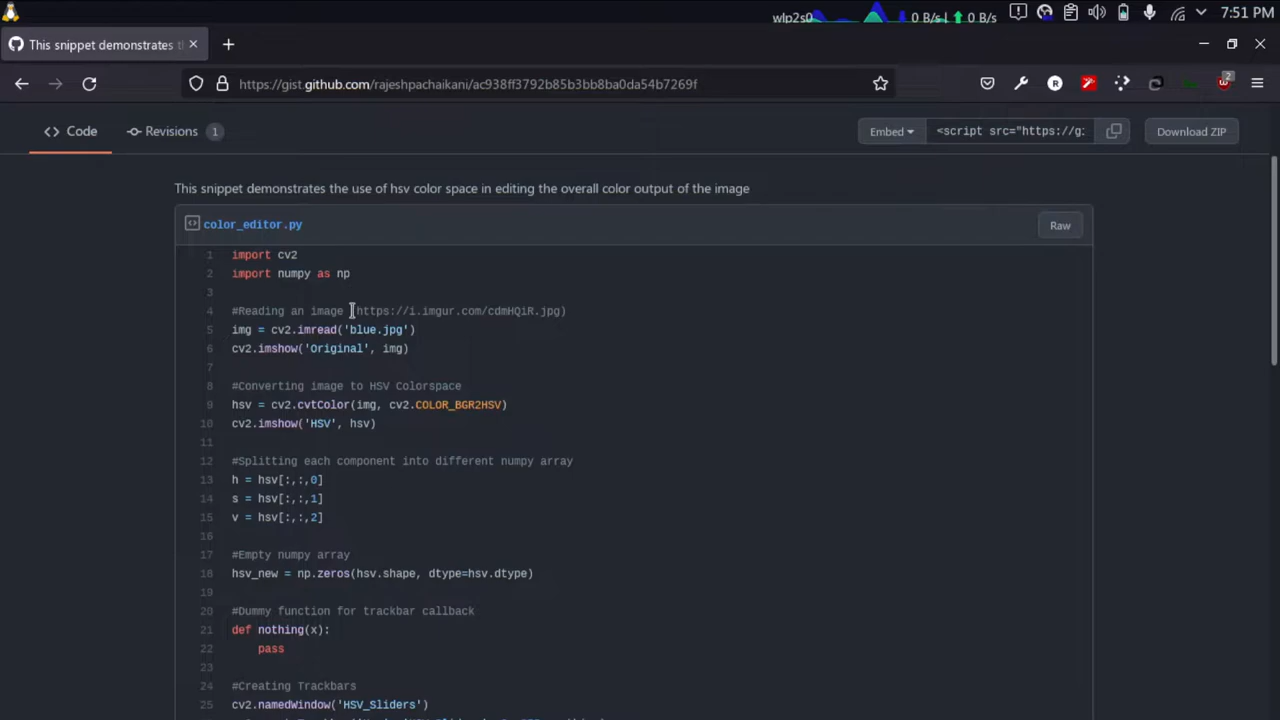 wlp2s0 0 B/s 0 B/s 7:51 PM
This snippet demonstrates t
https://gist.github.com/rajeshpachaikani/ac938ff3792b85b3bb8ba0da54b7269f
2
Code Revisions 1 Embed <script src="https://gi Download ZIP
This snippet demonstrates the use of hsv color space in editing the overall color output of the image
color_editor.py Raw
1 import cv2
2 import numpy as np
3
4 #Reading an image (https://i.imgur.com/cdmHQiR.jpg)
5 img = cv2.imread('blue.jpg')
6 cv2.imshow('Original', img)
7
8 #Converting image to HSV Colorspace
9 hsv = cv2.cvtColor(img, cv2.COLOR_BGR2HSV)
10 cv2.imshow('HSV', hsv)
11
12 #Splitting each component into different numpy array
13 h = hsv[:,:,0]
14 s = hsv[:,:,1]
15 v = hsv[:,:,2]
16
17 #Empty numpy array
18 hsv_new = np.zeros(hsv.shape, dtype=hsv.dtype)
19
20 #Dummy function for trackbar callback
21 def nothing(x):
22 pass
23
24 #Creating Trackbars
25 cv2.namedWindow('HSV_Sliders')